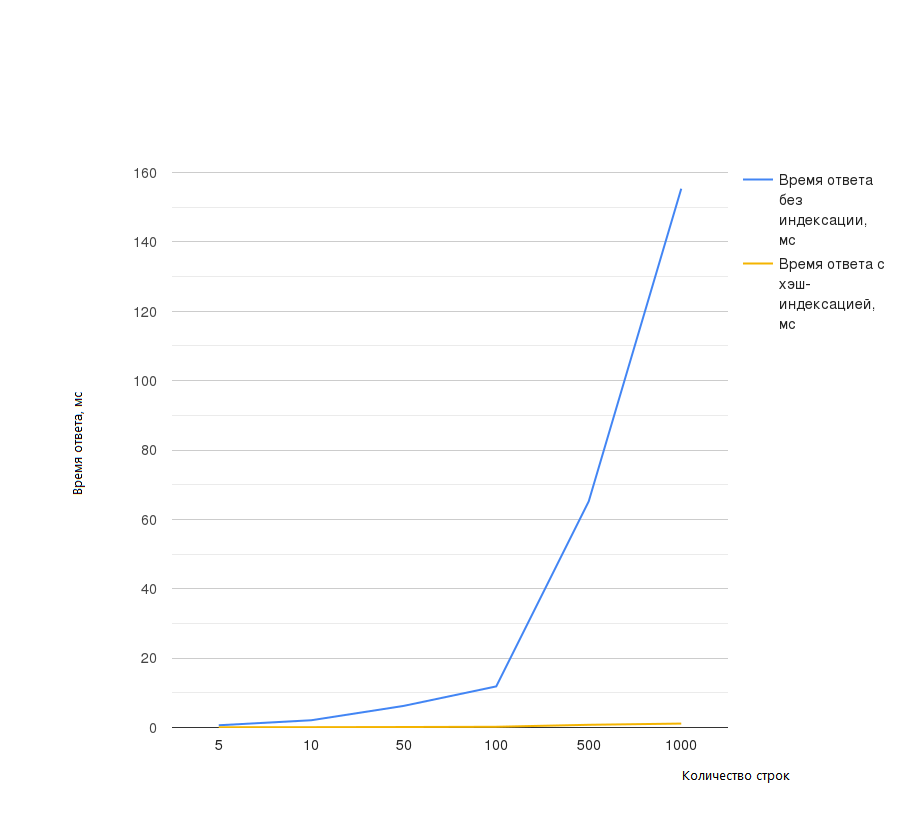 160
140
120
100
80
60
40
20
0
5 10 50 100 500 1000
Время ответа, мс
Количество строк
Время ответа
без
индексации,
мс
Время ответа с
хэш-
индексацией,
мс